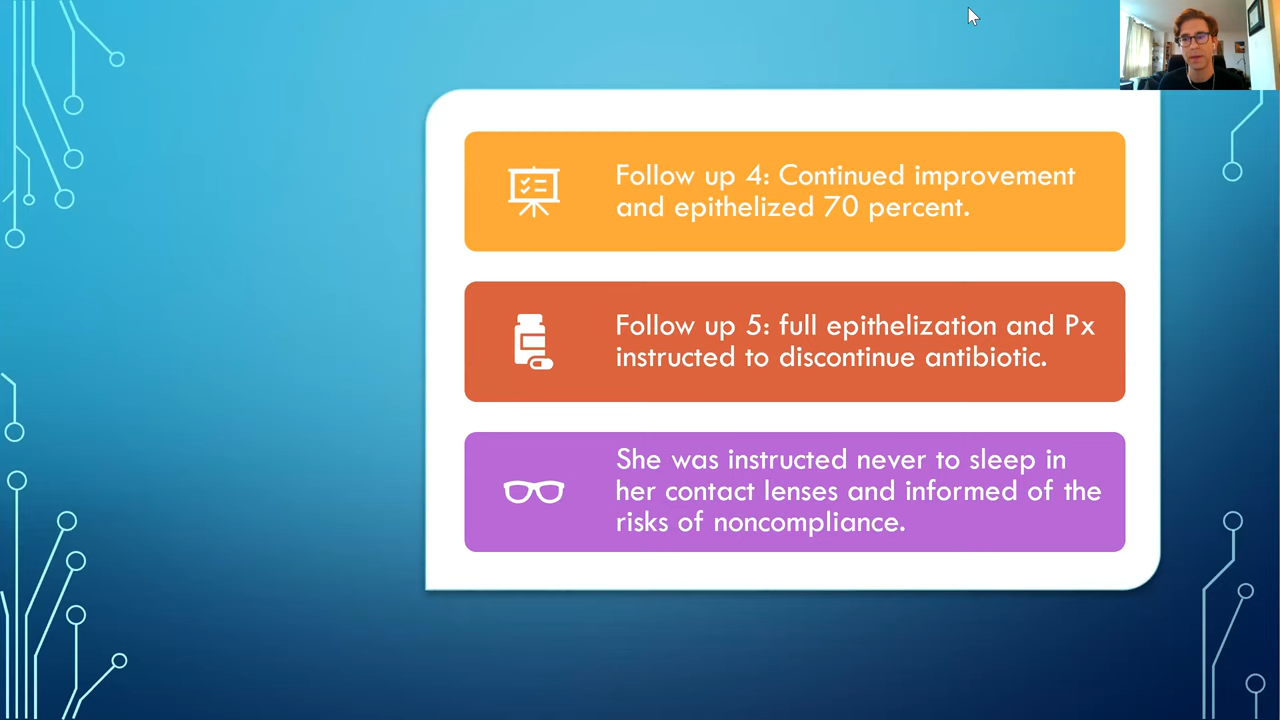 Follow up 4: Continued improvement
and epithelized 70 percent.
Follow up 5: full epithelization and Px
instructed to discontinue antibiotic.
She was instructed never to sleep in
her contact lenses and informed of the
risks of noncompliance.